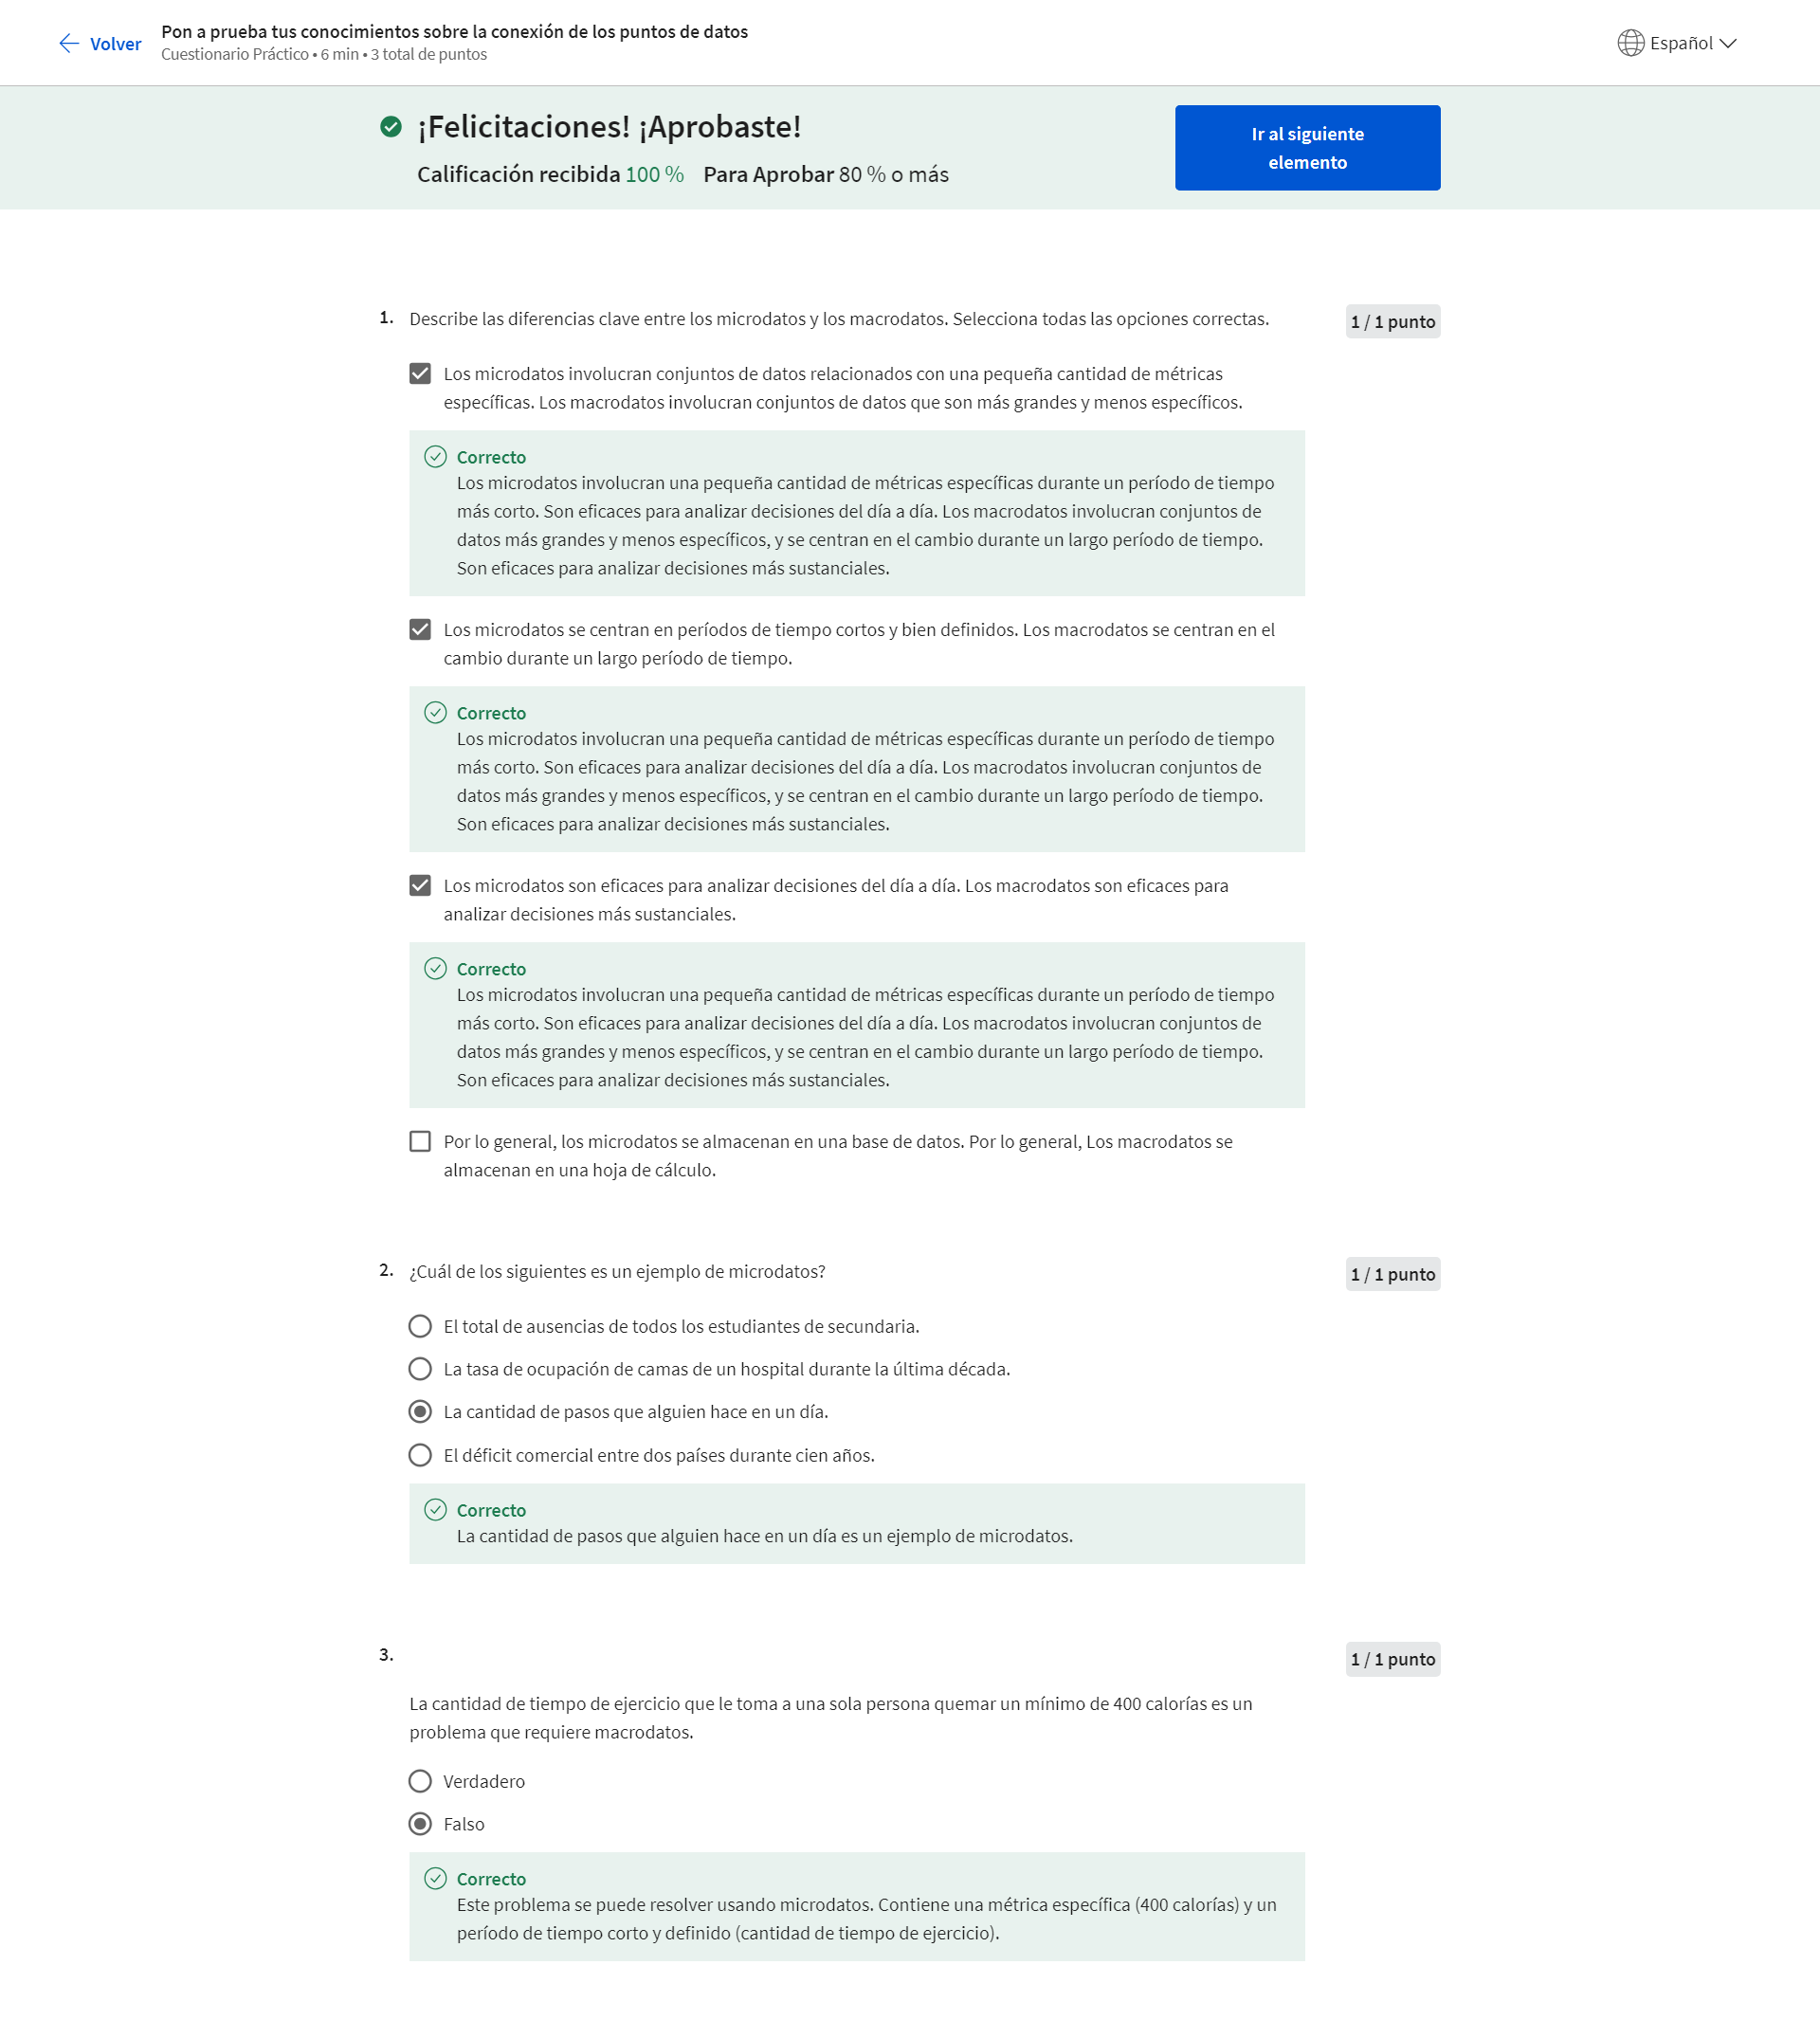 Volver
Pon a prueba tus conocimientos sobre la conexión de los puntos de datos
Cuestionario Práctico • 6 min • 3 total de puntos
Español
¡Felicitaciones! ¡Aprobaste!
Calificación recibida 100 % Para Aprobar 80 % o más
Ir al siguiente
elemento
1. Describe las diferencias clave entre los microdatos y los macrodatos. Selecciona todas las opciones correctas.
1 / 1 punto
Los microdatos involucran conjuntos de datos relacionados con una pequeña cantidad de métricas
específicas. Los macrodatos involucran conjuntos de datos que son más grandes y menos específicos.
Correcto
Los microdatos involucran una pequeña cantidad de métricas específicas durante un período de tiempo
más corto. Son eficaces para analizar decisiones del día a día. Los macrodatos involucran conjuntos de
datos más grandes y menos específicos, y se centran en el cambio durante un largo período de tiempo.
Son eficaces para analizar decisiones más sustanciales.
Los microdatos se centran en períodos de tiempo cortos y bien definidos. Los macrodatos se centran en el
cambio durante un largo período de tiempo.
Correcto
Los microdatos involucran una pequeña cantidad de métricas específicas durante un período de tiempo
más corto. Son eficaces para analizar decisiones del día a día. Los macrodatos involucran conjuntos de
datos más grandes y menos específicos, y se centran en el cambio durante un largo período de tiempo.
Son eficaces para analizar decisiones más sustanciales.
Los microdatos son eficaces para analizar decisiones del día a día. Los macrodatos son eficaces para
analizar decisiones más sustanciales.
Correcto
Los microdatos involucran una pequeña cantidad de métricas específicas durante un período de tiempo
más corto. Son eficaces para analizar decisiones del día a día. Los macrodatos involucran conjuntos de
datos más grandes y menos específicos, y se centran en el cambio durante un largo período de tiempo.
Son eficaces para analizar decisiones más sustanciales.
Por lo general, los microdatos se almacenan en una base de datos. Por lo general, Los macrodatos se
almacenan en una hoja de cálculo.
2. ¿Cuál de los siguientes es un ejemplo de microdatos?
1 / 1 punto
El total de ausencias de todos los estudiantes de secundaria.
La tasa de ocupación de camas de un hospital durante la última década.
La cantidad de pasos que alguien hace en un día.
El déficit comercial entre dos países durante cien años.
Correcto
La cantidad de pasos que alguien hace en un día es un ejemplo de microdatos.
3.
1 / 1 punto
La cantidad de tiempo de ejercicio que le toma a una sola persona quemar un mínimo de 400 calorías es un
problema que requiere macrodatos.
Verdadero
Falso
Correcto
Este problema se puede resolver usando microdatos. Contiene una métrica específica (400 calorías) y un
período de tiempo corto y definido (cantidad de tiempo de ejercicio).